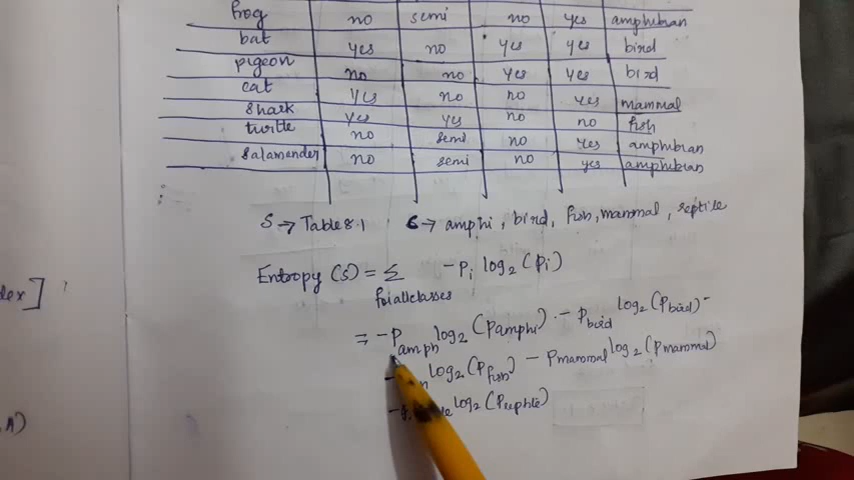 frog no semi no yes amphibian
bat yes no yes yes bird
pigeon no no yes yes bird
cat yes no no yes mammal
shark yes yes no no fish
turtle no semi no yes amphibian
salamander no semi no yes amphibian
S → Table 8.1 C → amphi, bird, fish, mammal, reptile
Entropy (S) = Σ -pi log2 (pi)
for all classes
= -Pamph log2 (Pamphi) - Pbird log2 (Pbird) -
log2 (Pfish) - Pmammal log2 (Pmammal)
log2 (Preptile)
dex]
A)